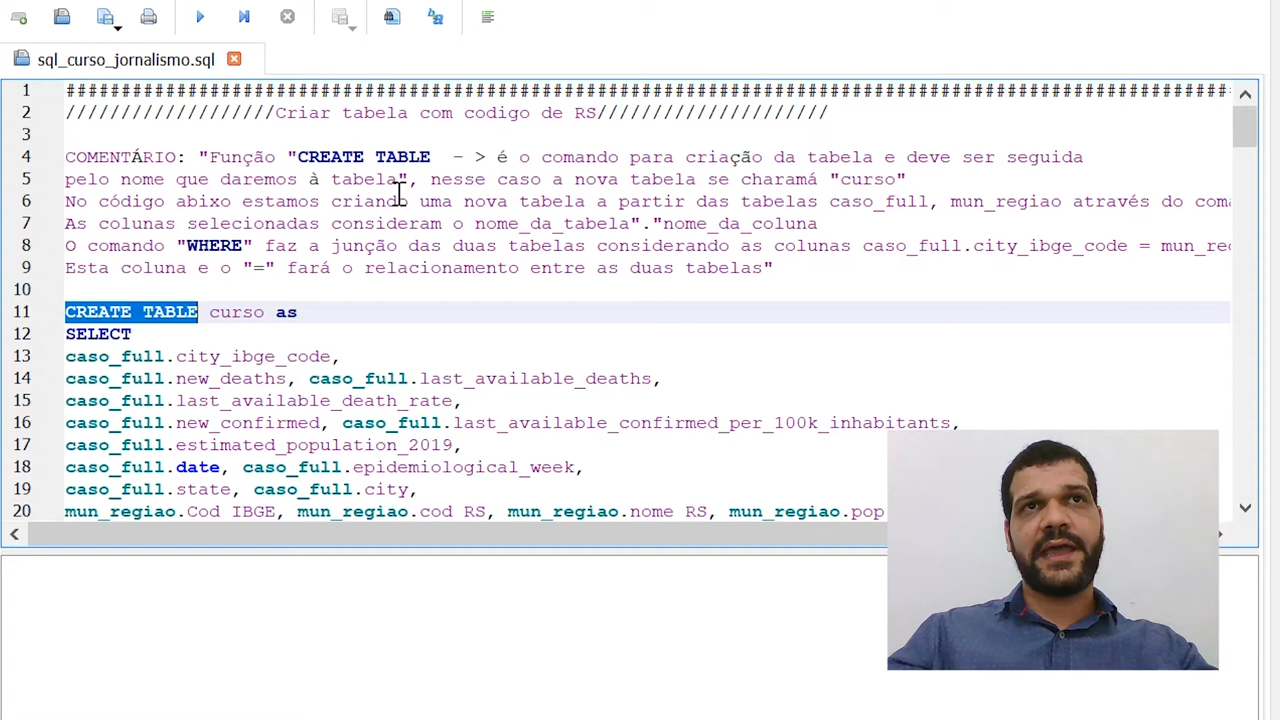 sql_curso_jornalismo.sql
1 ########################################################################################################
2 ///////////////////Criar tabela com codigo de RS/////////////////////
3
4 COMENTÁRIO: "Função "CREATE TABLE - > é o comando para criação da tabela e deve ser seguida
5 pelo nome que daremos à tabela", nesse caso a nova tabela se charamá "curso"
6 No código abixo estamos criando uma nova tabela a partir das tabelas caso_full, mun_regiao através do com
7 As colunas selecionadas consideram o nome_da_tabela"."nome_da_coluna
8 O comando "WHERE" faz a junção das duas tabelas considerando as colunas caso_full.city_ibge_code = mun_re
9 Esta coluna e o "=" fará o relacionamento entre as duas tabelas"
10
11 CREATE TABLE curso as
12 SELECT
13 caso_full.city_ibge_code,
14 caso_full.new_deaths, caso_full.last_available_deaths,
15 caso_full.last_available_death_rate,
16 caso_full.new_confirmed, caso_full.last_available_confirmed_per_100k_inhabitants,
17 caso_full.estimated_population_2019,
18 caso_full.date, caso_full.epidemiological_week,
19 caso_full.state, caso_full.city,
20 mun_regiao.Cod IBGE, mun_regiao.cod RS, mun_regiao.nome RS, mun_regiao.pop